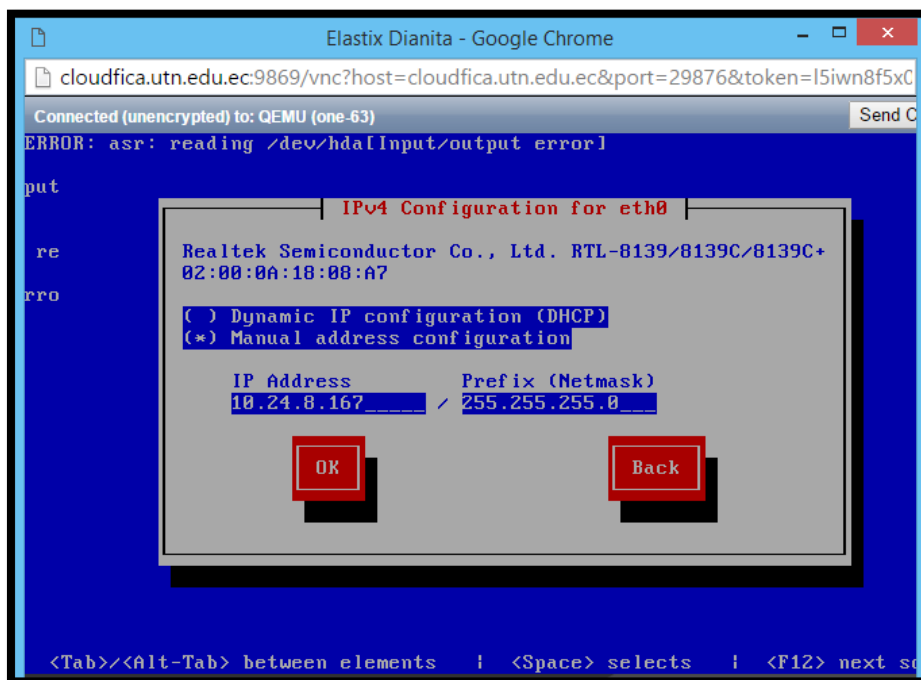 Elastix Dianita - Google Chrome
cloudfica.utn.edu.ec:9869/vnc?host=cloudfica.utn.edu.ec&port=29876&token=l5iwn8f5x0
Connected (unencrypted) to: QEMU (one-63)
Send C
ERROR: asr: reading /dev/hda[Input/output error]
put
IPv4 Configuration for eth0
re
Realtek Semiconductor Co., Ltd. RTL-8139/8139C/8139C+
02:00:0A:18:08:A7
rro
( ) Dynamic IP configuration (DHCP)
(*) Manual address configuration
IP Address Prefix (Netmask)
10.24.8.167_____ / 255.255.255.0___
OK Back
<Tab>/<Alt-Tab> between elements | <Space> selects | <F12> next sc